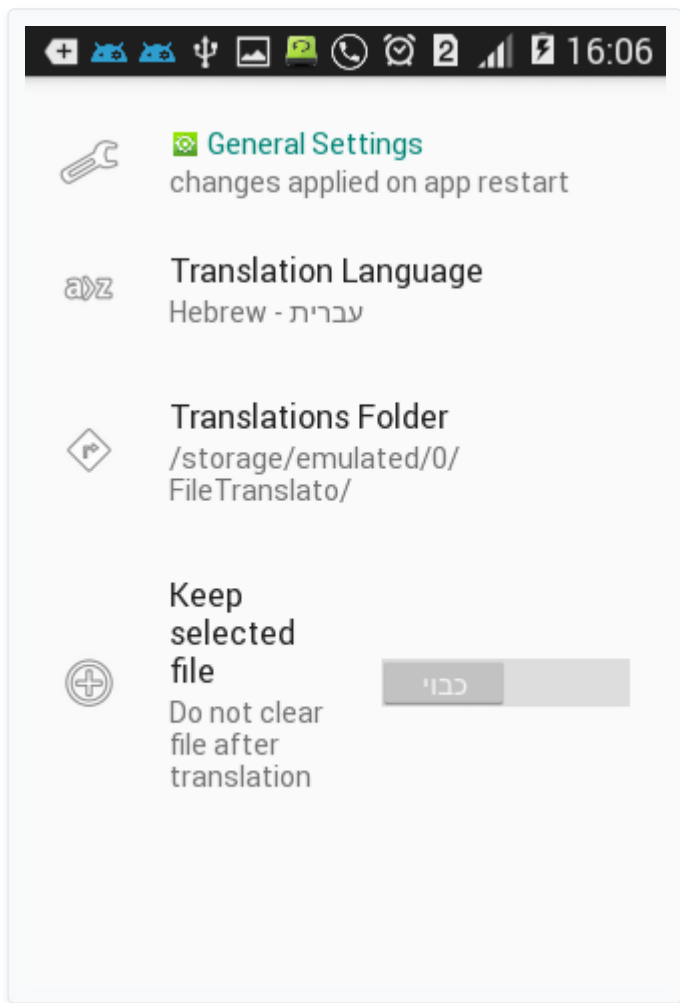 2 16:06
General Settings
changes applied on app restart
a z
Translation Language
Hebrew - עברית
Translations Folder
/storage/emulated/0/
FileTranslato/
Keep
selected
file
כבוי
Do not clear
file after
translation